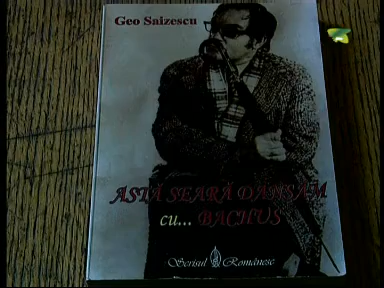 Geo Saizescu
ASTĂ SEARĂ DANSĂM
cu... BACHUS
Scrisul Românesc